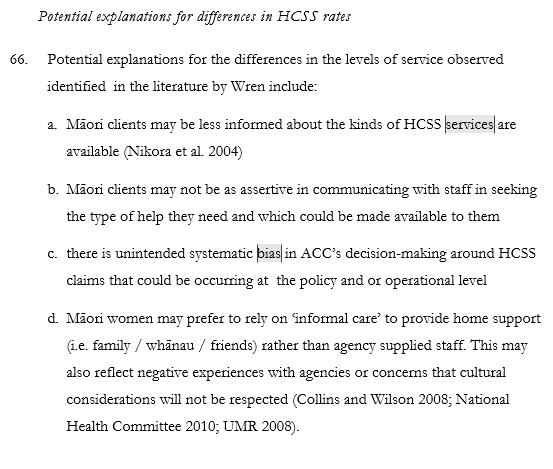 Potential explanations for differences in HCSS rates
66. Potential explanations for the differences in the levels of service observed
identified in the literature by Wren include:
a. Māori clients may be less informed about the kinds of HCSS services are
available (Nikora et al. 2004)
b. Māori clients may not be as assertive in communicating with staff in seeking
the type of help they need and which could be made available to them
c. there is unintended systematic bias in ACC's decision-making around HCSS
claims that could be occurring at the policy and or operational level
d. Māori women may prefer to rely on 'informal care' to provide home support
(i.e. family / whānau / friends) rather than agency supplied staff. This may
also reflect negative experiences with agencies or concerns that cultural
considerations will not be respected (Collins and Wilson 2008; National
Health Committee 2010; UMR 2008).